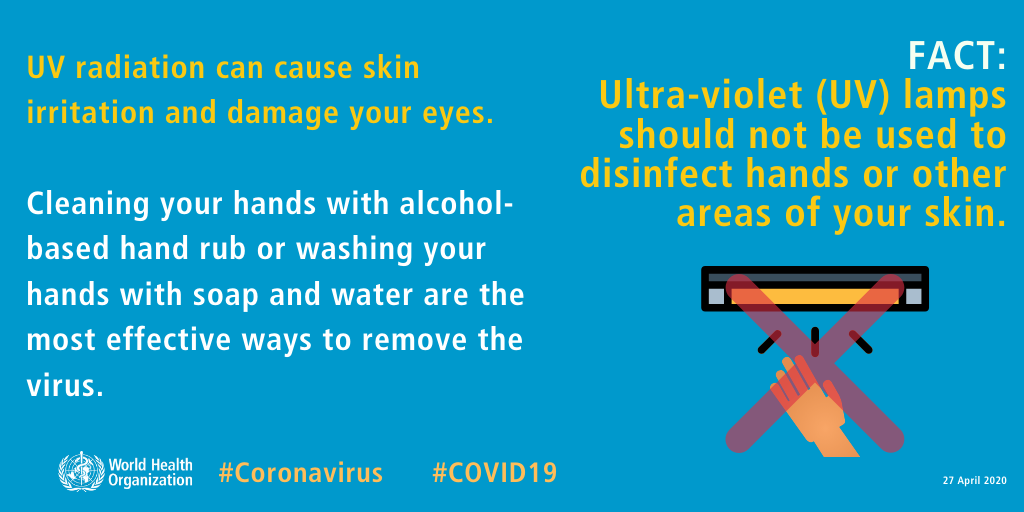 UV radiation can cause skin
irritation and damage your eyes.
Cleaning your hands with alcohol-
based hand rub or washing your
hands with soap and water are the
most effective ways to remove the
virus.
FACT:
Ultra-violet (UV) lamps
should not be used to
disinfect hands or other
areas of your skin.
World Health
Organization
#Coronavirus #COVID19
27 April 2020